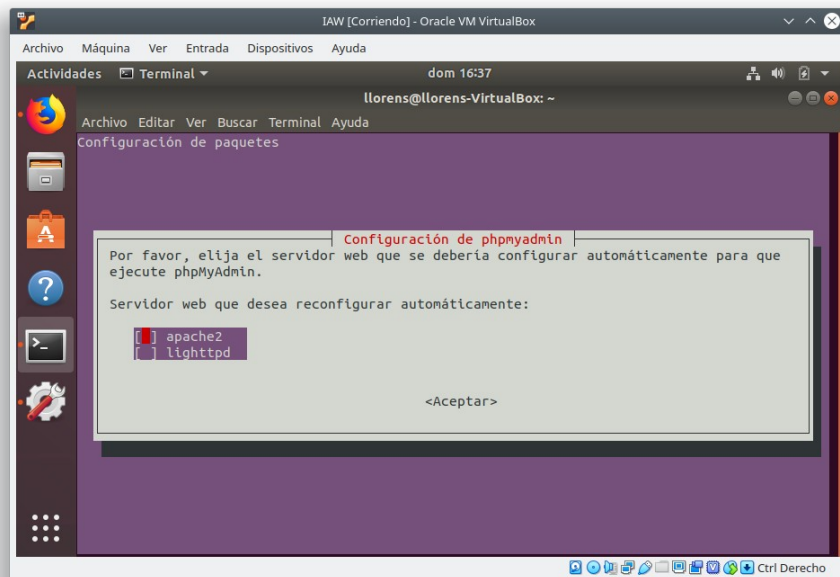 IAW [Corriendo] - Oracle VM VirtualBox
Archivo Máquina Ver Entrada Dispositivos Ayuda
Actividades Terminal dom 16:37
llorens@llorens-VirtualBox: ~
Archivo Editar Ver Buscar Terminal Ayuda
Configuración de paquetes
Configuración de phpmyadmin
Por favor, elija el servidor web que se debería configurar automáticamente para que
ejecute phpMyAdmin.
Servidor web que desea reconfigurar automáticamente:
[ ] apache2
[ ] lighttpd
<Aceptar>
Ctrl Derecho